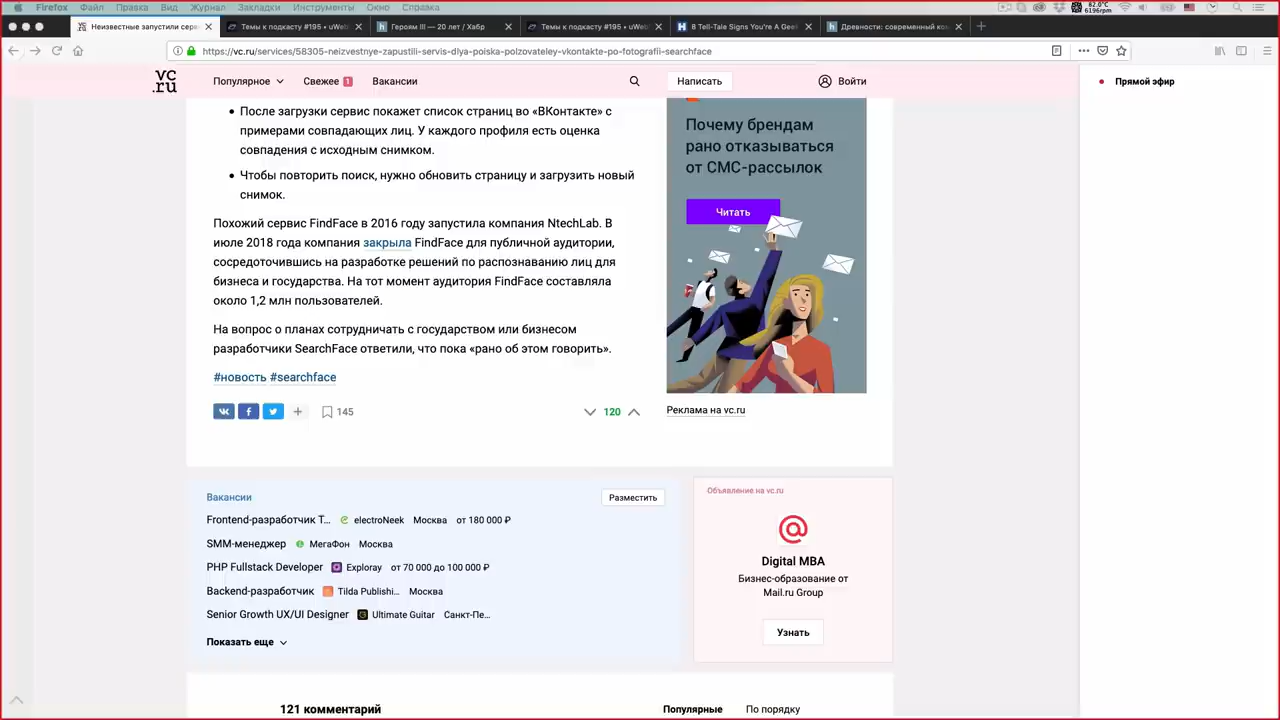 Firefox Файл Правка Вид Журнал Закладки Инструменты Окно Справка
82.0°C
6196rpm
Неизвестные запустили серв
Темы к подкасту #195 • uWeb
Героям III — 20 лет / Хабр
Темы к подкасту #195 • uWeb
8 Tell-Tale Signs You're A Gee
Древности: современный ко
https://vc.ru/services/58305-neizvestnye-zapustili-servis-dlya-poiska-polzovateley-vkontakte-po-fotografii-searchface
vc
.ru
Популярное
Свежее 1
Вакансии
Написать
Войти
Прямой эфир
После загрузки сервис покажет список страниц во «ВКонтакте» с
примерами совпадающих лиц. У каждого профиля есть оценка
совпадения с исходным снимком.
Чтобы повторить поиск, нужно обновить страницу и загрузить новый
снимок.
Похожий сервис FindFace в 2016 году запустила компания NtechLab. В
июле 2018 года компания закрыла FindFace для публичной аудитории,
сосредоточившись на разработке решений по распознаванию лиц для
бизнеса и государства. На тот момент аудитория FindFace составляла
около 1,2 млн пользователей.
На вопрос о планах сотрудничать с государством или бизнесом
разработчики SearchFace ответили, что пока «рано об этом говорить».
#новость #searchface
145
120
Почему брендам
рано отказываться
от СМС-рассылок
Читать
Реклама на vc.ru
Вакансии
Разместить
Frontend-разработчик T... electroNeek Москва от 180 000 ₽
SMM-менеджер МегаФон Москва
PHP Fullstack Developer Exploray от 70 000 до 100 000 ₽
Backend-разработчик Tilda Publishi... Москва
Senior Growth UX/UI Designer Ultimate Guitar Санкт-Пе...
Показать еще
Объявление на vc.ru
Digital MBA
Бизнес-образование от
Mail.ru Group
Узнать
121 комментарий
Популярные
По порядку